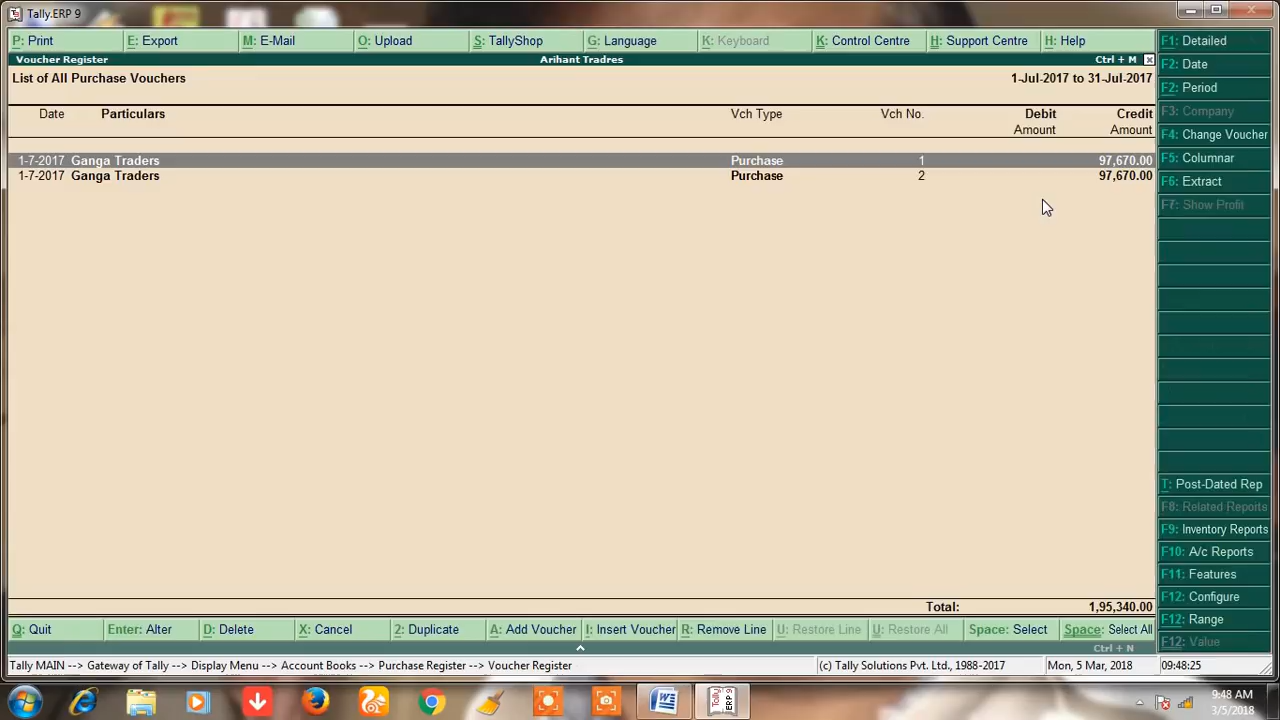 Tally.ERP 9
P: Print E: Export M: E-Mail O: Upload S: TallyShop G: Language K: Keyboard K: Control Centre H: Support Centre H: Help
Voucher Register Arihant Tradres Ctrl + M
List of All Purchase Vouchers 1-Jul-2017 to 31-Jul-2017
Date Particulars Vch Type Vch No. Debit Credit
Amount Amount
1-7-2017 Ganga Traders Purchase 1 97,670.00
1-7-2017 Ganga Traders Purchase 2 97,670.00
Total: 1,95,340.00
F1: Detailed
F2: Date
F2: Period
F3: Company
F4: Change Voucher
F5: Columnar
F6: Extract
F7: Show Profit
T: Post-Dated Rep
F8: Related Reports
F9: Inventory Reports
F10: A/c Reports
F11: Features
F12: Configure
F12: Range
F12: Value
Q: Quit Enter: Alter D: Delete X: Cancel 2: Duplicate A: Add Voucher I: Insert Voucher R: Remove Line U: Restore Line U: Restore All Space: Select Space: Select All
Ctrl + N
Tally MAIN --> Gateway of Tally --> Display Menu --> Account Books --> Purchase Register --> Voucher Register (c) Tally Solutions Pvt. Ltd., 1988-2017 Mon, 5 Mar, 2018 09:48:25
9:48 AM
3/5/2018